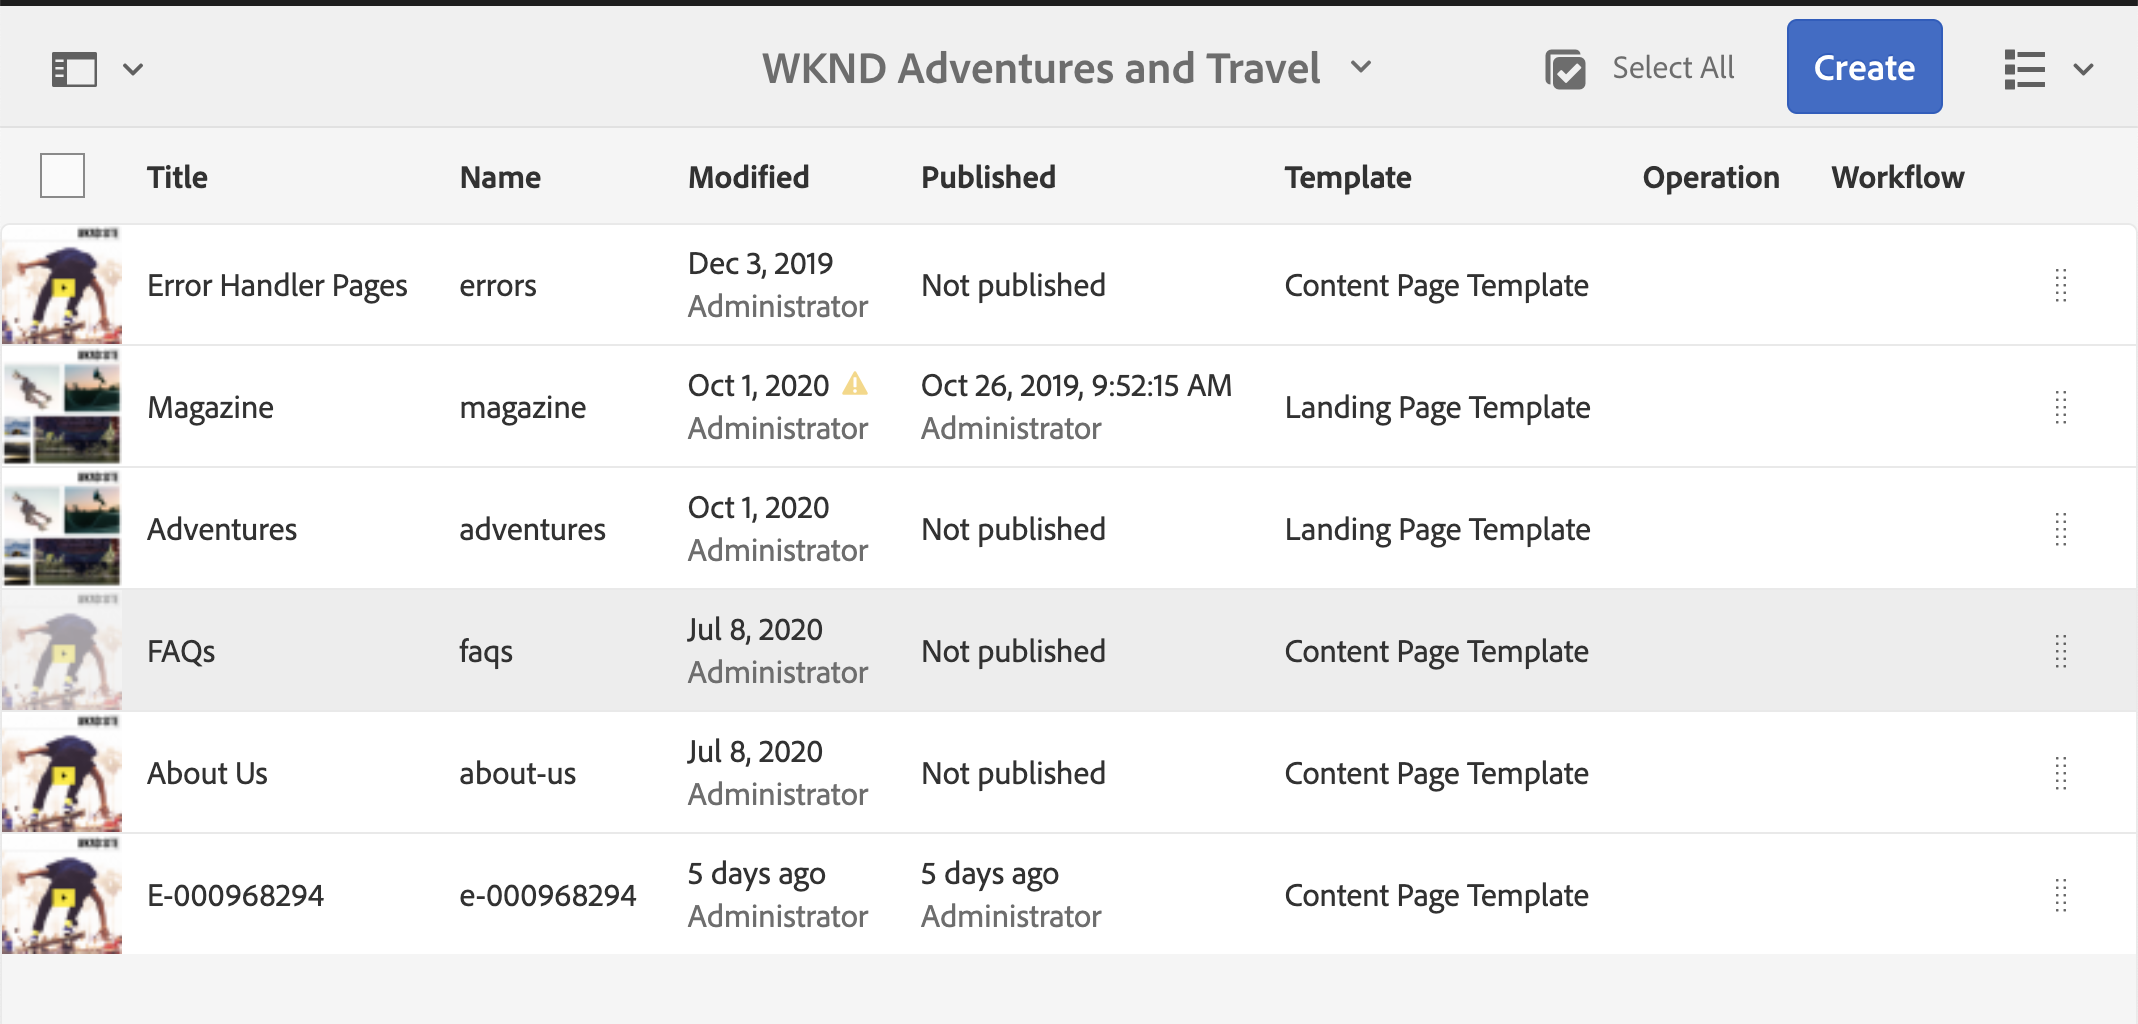 WKND Adventures and Travel
Select All
Create
Title Name Modified Published Template Operation Workflow
Error Handler Pages errors Dec 3, 2019 Not published Content Page Template
Administrator
Magazine magazine Oct 1, 2020 Oct 26, 2019, 9:52:15 AM Landing Page Template
Administrator Administrator
Adventures adventures Oct 1, 2020 Not published Landing Page Template
Administrator
FAQs faqs Jul 8, 2020 Not published Content Page Template
Administrator
About Us about-us Jul 8, 2020 Not published Content Page Template
Administrator
E-000968294 e-000968294 5 days ago 5 days ago Content Page Template
Administrator Administrator